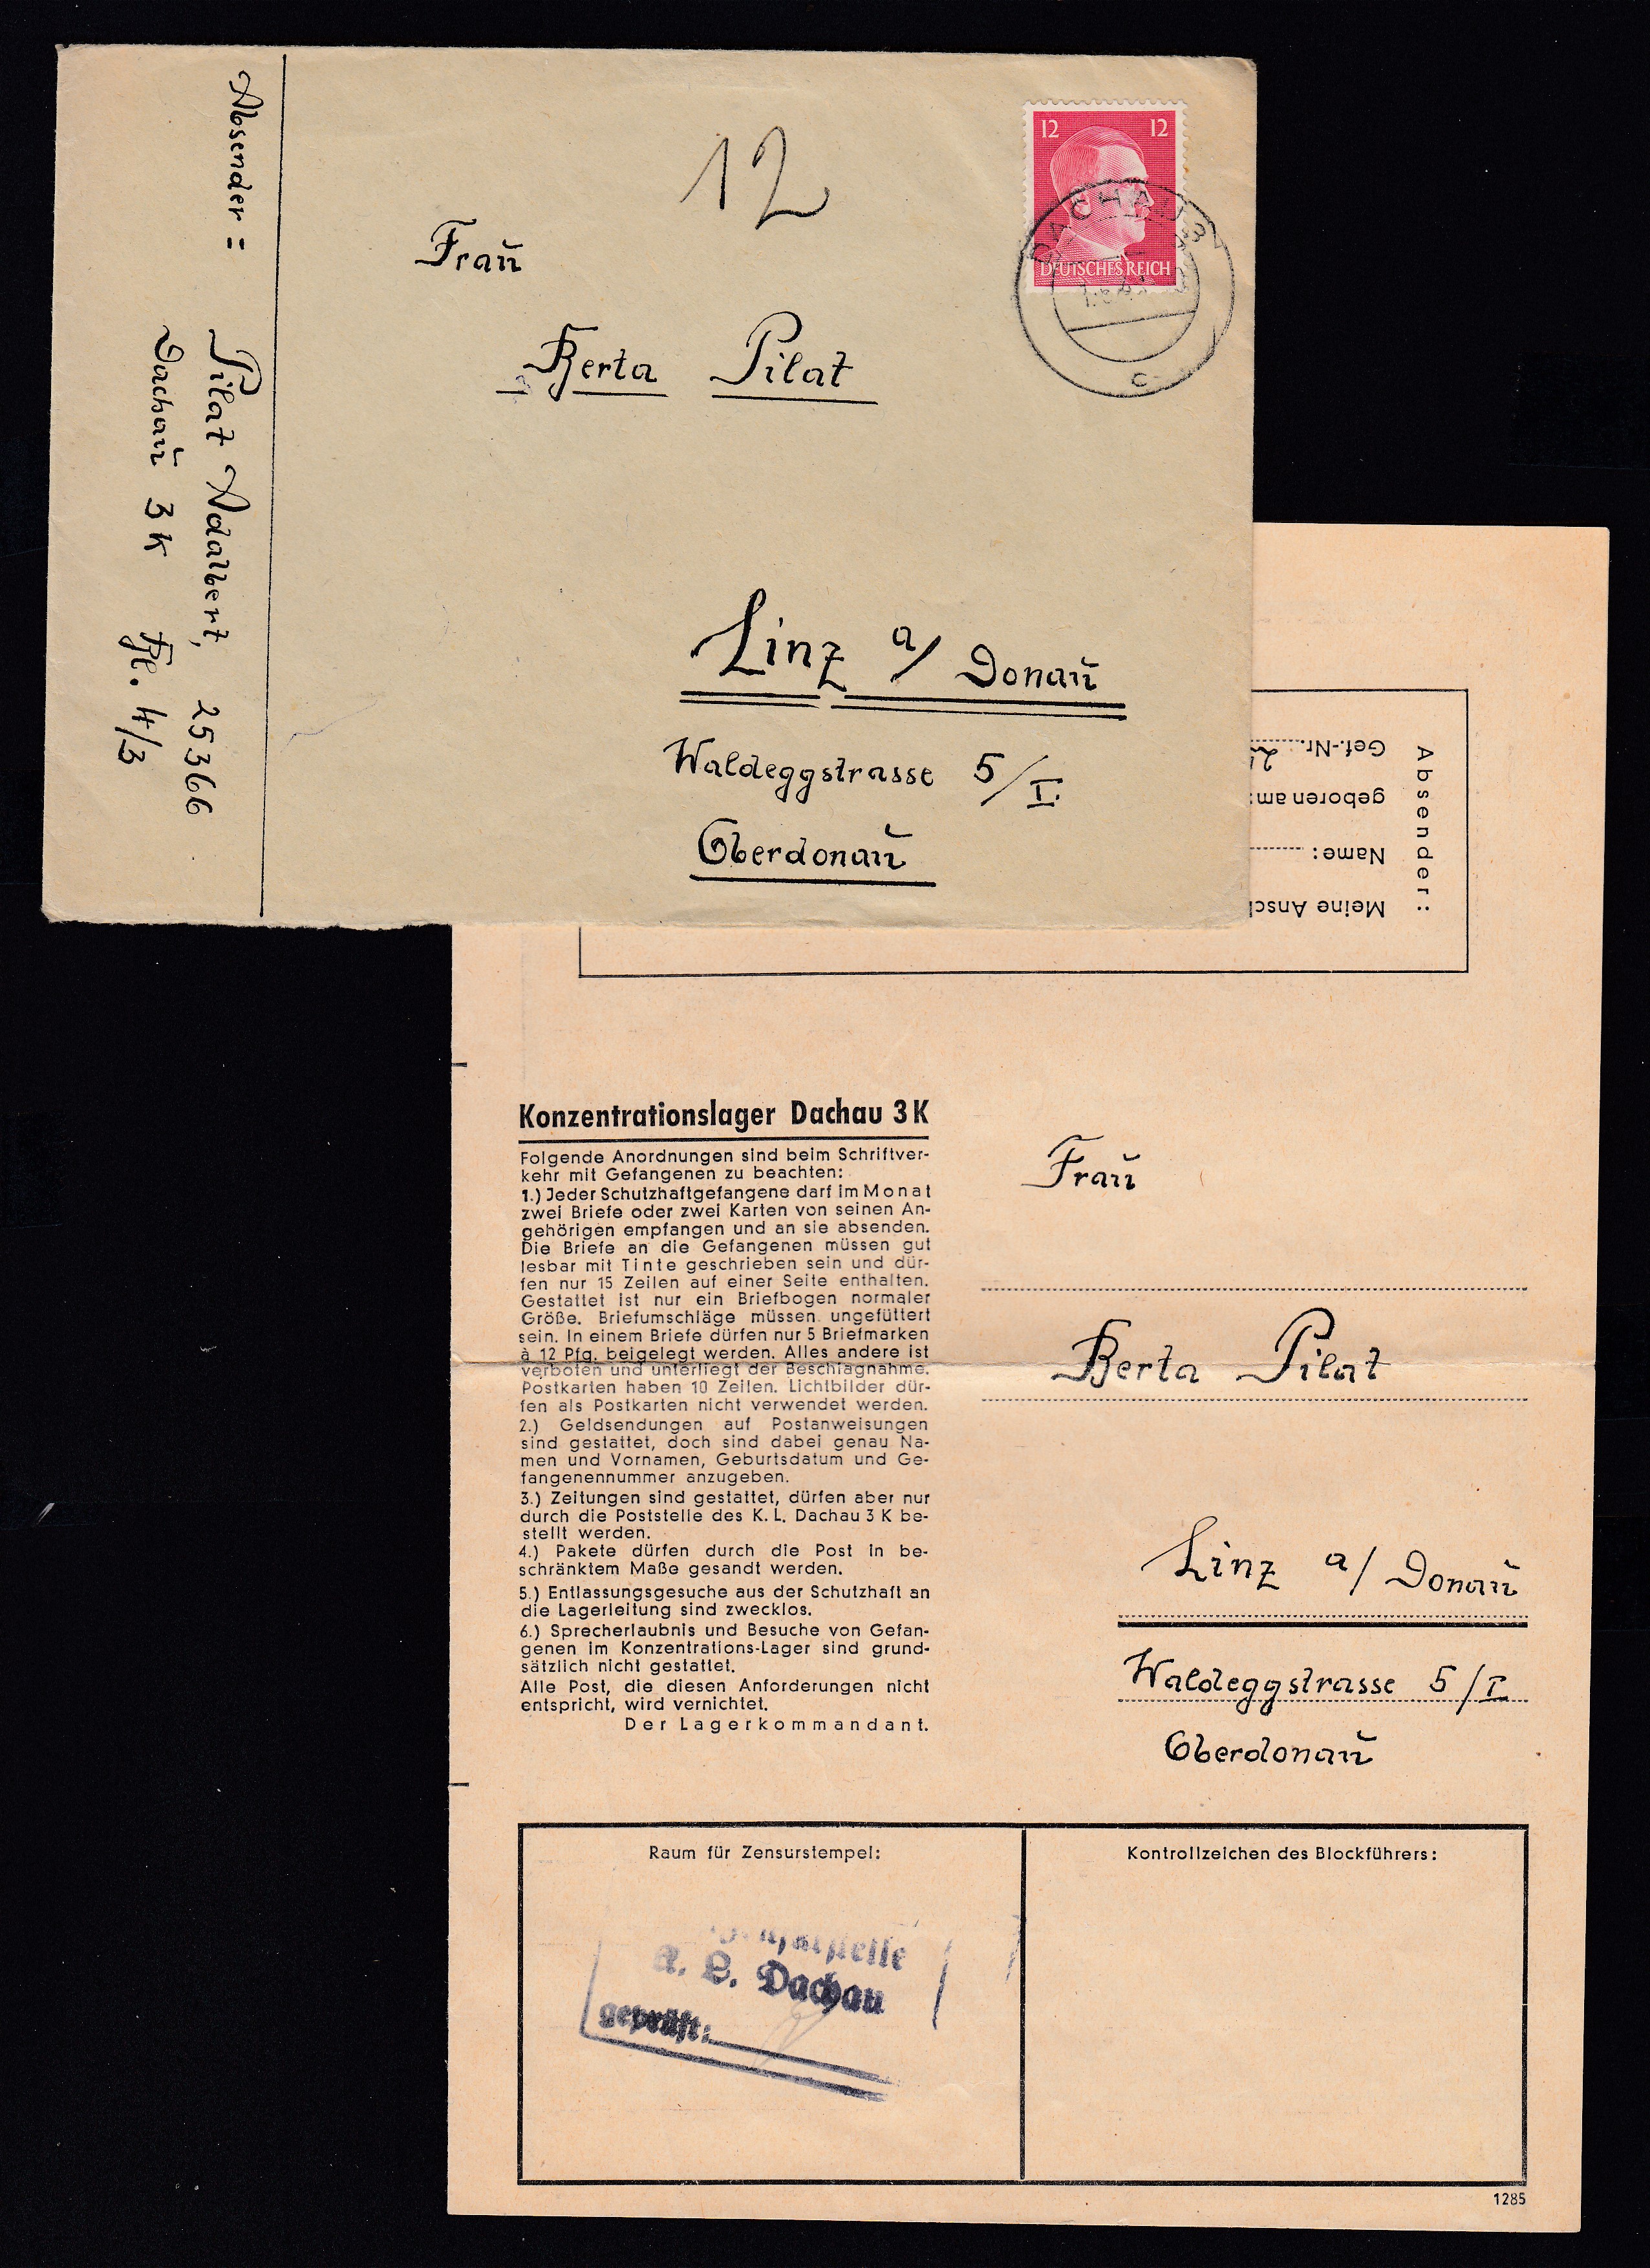 12
12 12
DEUTSCHES REICH
DACHAU 3
c
Fraŭ
Berta Pilat
Linz a/ Donaŭ
Waldeggstrasse 5/I.
Oberdonaŭ
Absender:
Pilat Adalbert, 25366
Dachaŭ 3 K Bl. 4/3
Absender:
Meine Ansch
Name:
geboren am:
Gef.-Nr.
Konzentrationslager Dachau 3 K
Folgende Anordnungen sind beim Schriftver-
kehr mit Gefangenen zu beachten:
1.) Jeder Schutzhaftgefangene darf im Monat
zwei Briefe oder zwei Karten von seinen An-
gehörigen empfangen und an sie absenden.
Die Briefe an die Gefangenen müssen gut
lesbar mit Tinte geschrieben sein und dür-
fen nur 15 Zeilen auf einer Seite enthalten.
Gestattet ist nur ein Briefbogen normaler
Größe. Briefumschläge müssen ungefüttert
sein. In einem Briefe dürfen nur 5 Briefmarken
à 12 Pfg. beigelegt werden. Alles andere ist
verboten und unterliegt der Beschlagnahme.
Postkarten haben 10 Zeilen. Lichtbilder dür-
fen als Postkarten nicht verwendet werden.
2.) Geldsendungen auf Postanweisungen
sind gestattet, doch sind dabei genau Na-
men und Vornamen, Geburtsdatum und Ge-
fangenennummer anzugeben.
3.) Zeitungen sind gestattet, dürfen aber nur
durch die Poststelle des K. L. Dachau 3 K be-
stellt werden.
4.) Pakete dürfen durch die Post in be-
schränktem Maße gesandt werden.
5.) Entlassungsgesuche aus der Schutzhaft an
die Lagerleitung sind zwecklos.
6.) Sprecherlaubnis und Besuche von Gefan-
genen im Konzentrations-Lager sind grund-
sätzlich nicht gestattet.
Alle Post, die diesen Anforderungen nicht
entspricht, wird vernichtet.
Der Lagerkommandant.
Fraŭ
Berta Pilat
Linz a/ Donaŭ
Waldeggstrasse 5/I
Oberdonaŭ
Raum für Zensurstempel:
K. L. Dachau
geprüft:
Kontrollzeichen des Blockführers:
1285